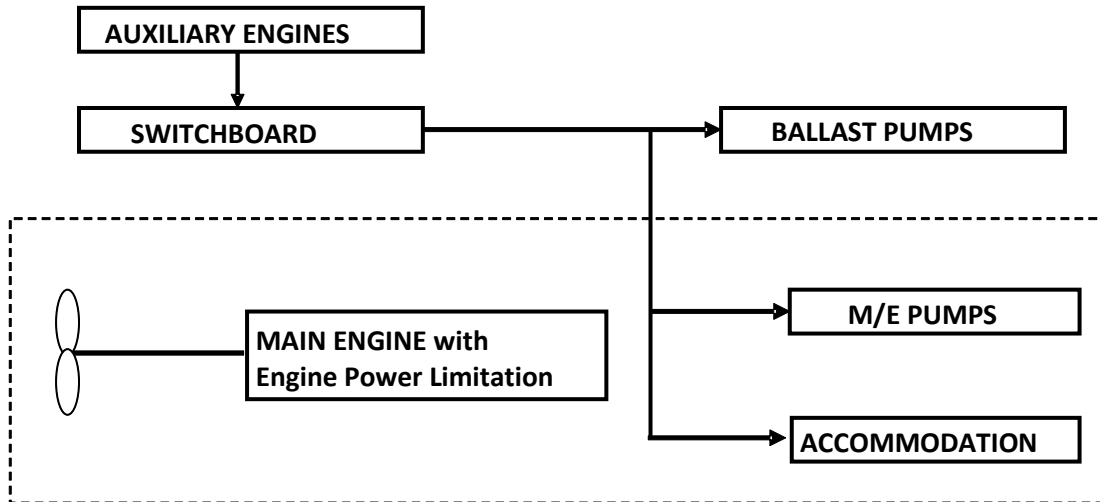 AUXILIARY ENGINES
SWITCHBOARD
BALLAST PUMPS
MAIN ENGINE with
Engine Power Limitation
M/E PUMPS
ACCOMMODATION